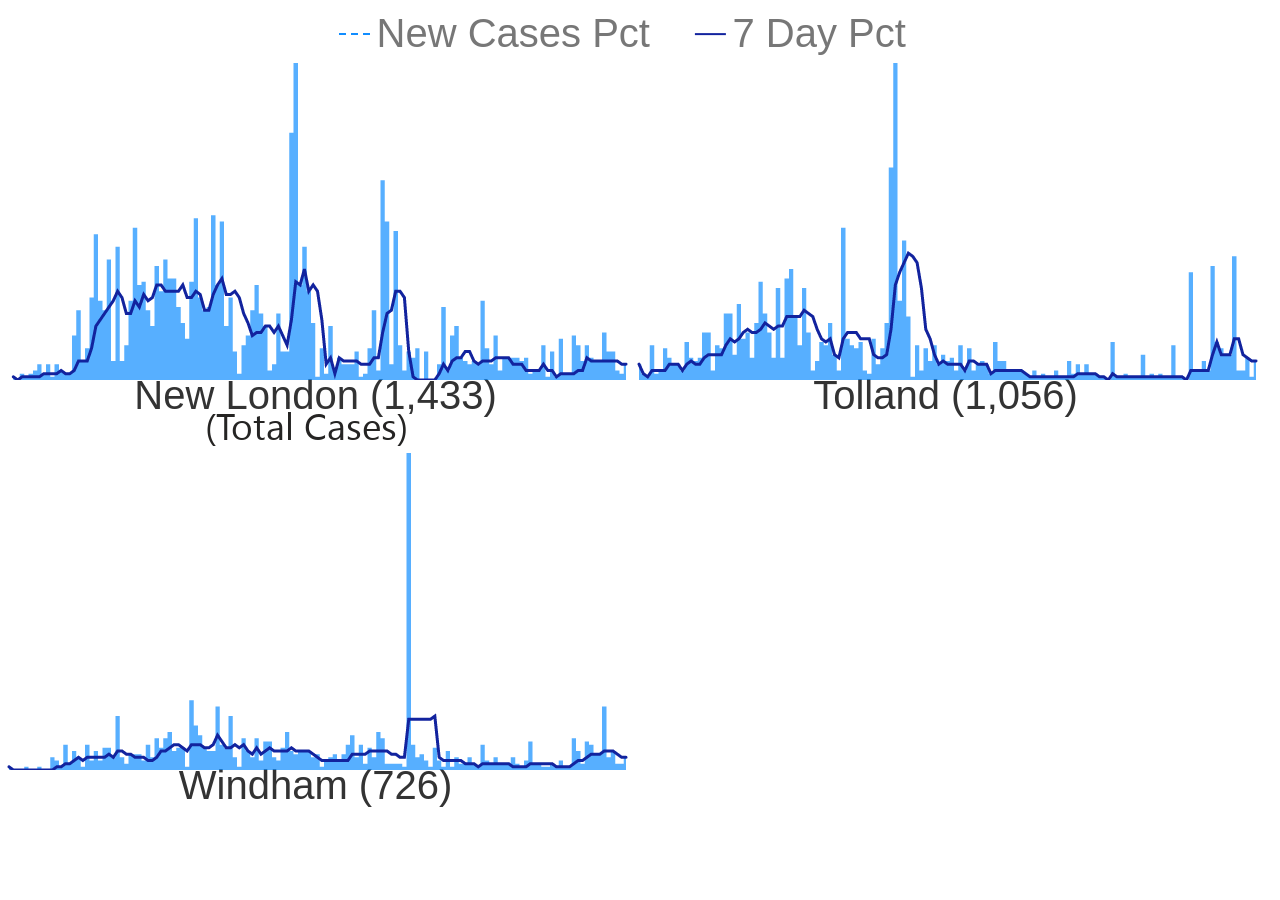 New Cases Pct 7 Day Pct
New London (1,433)
(Total Cases)
Tolland (1,056)
Windham (726)